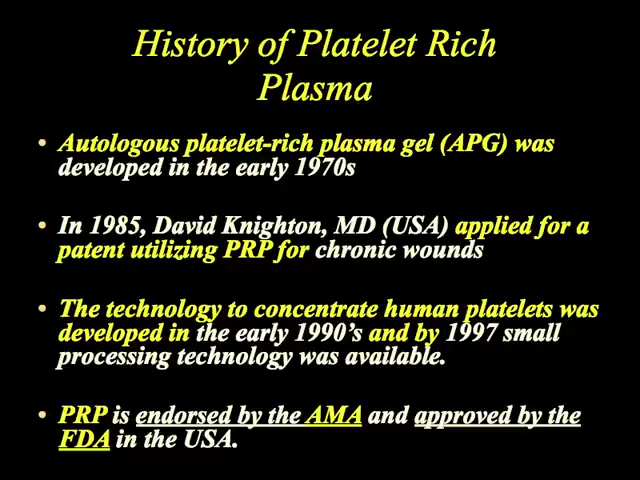 History of Platelet Rich
Plasma
• Autologous platelet-rich plasma gel (APG) was
developed in the early 1970s
• In 1985, David Knighton, MD (USA) applied for a
patent utilizing PRP for chronic wounds
• The technology to concentrate human platelets was
developed in the early 1990’s and by 1997 small
processing technology was available.
• PRP is endorsed by the AMA and approved by the
FDA in the USA.